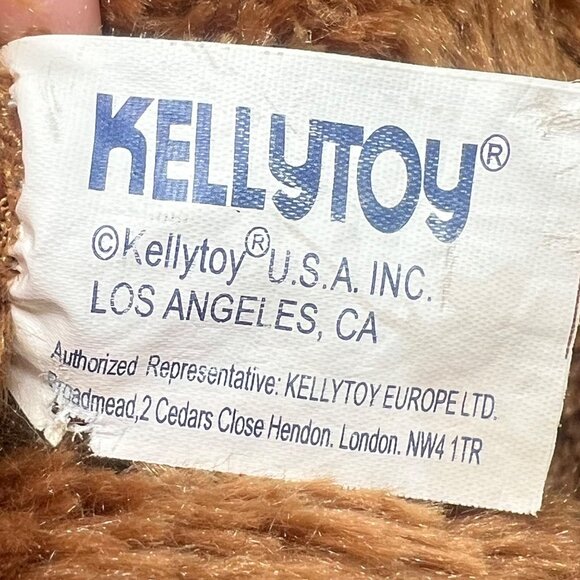 KELLYTOY®
©Kellytoy® U.S.A. INC.
LOS ANGELES, CA
Authorized Representative: KELLYTOY EUROPE LTD.
Broadmead,2 Cedars Close Hendon. London. NW4 1TR